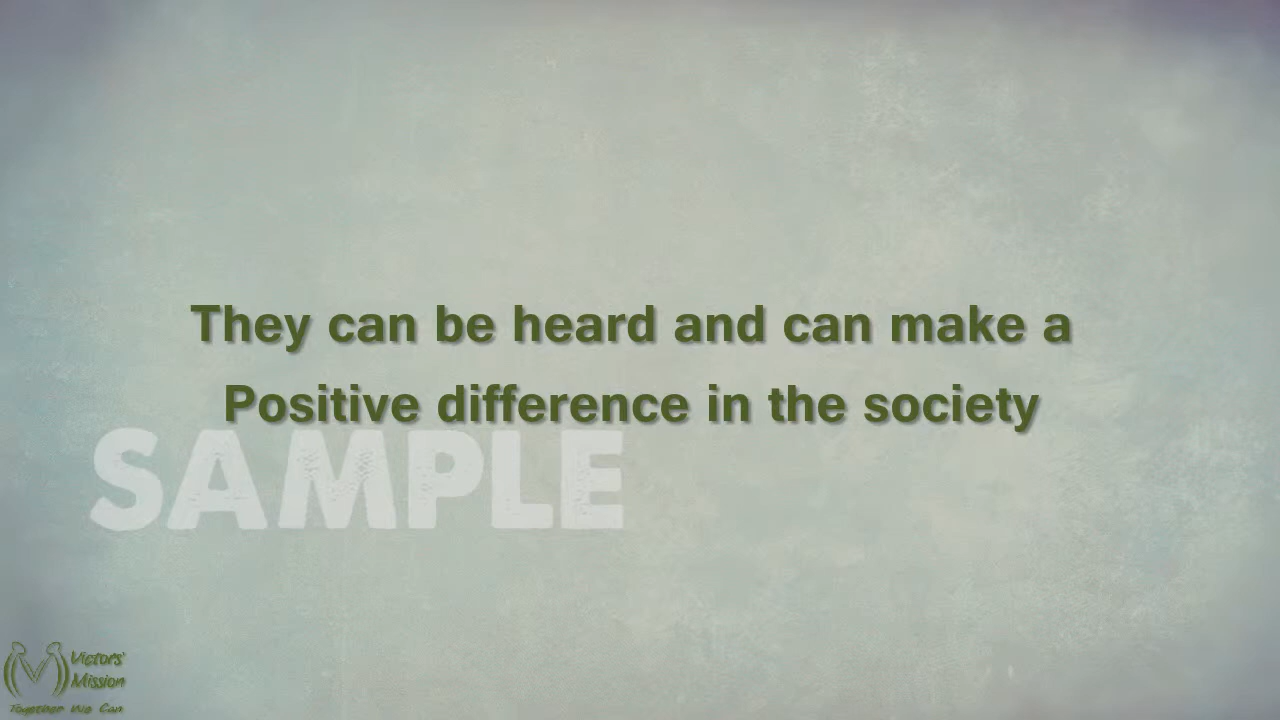 They can be heard and can make a
Positive difference in the society
SAMPLE
Victors'
Mission
Together We Can